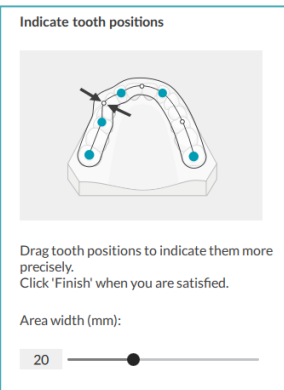 Indicate tooth positions
Drag tooth positions to indicate them more
precisely.
Click 'Finish' when you are satisfied.
Area width (mm):
20